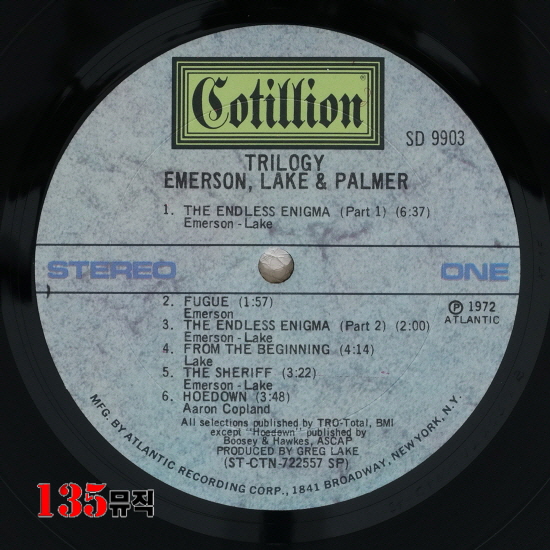 Cotillion
SD 9903
TRILOGY
EMERSON, LAKE & PALMER
1. THE ENDLESS ENIGMA (Part 1) (6:37)
Emerson - Lake
STEREO ONE
2. FUGUE (1:57)
Emerson
3. THE ENDLESS ENIGMA (Part 2) (2:00)
Emerson - Lake
4. FROM THE BEGINNING (4:14)
Lake
5. THE SHERIFF (3:22)
Emerson - Lake
6. HOEDOWN (3:48)
Aaron Copland
℗ 1972
ATLANTIC
All selections published by TRO-Total, BMI
except "Hoedown" published by
Boosey & Hawkes, ASCAP
PRODUCED BY GREG LAKE
(ST-CTN-722557 SP)
MFG. BY ATLANTIC RECORDING CORP., 1841 BROADWAY, NEW YORK, N.Y.
135뮤직